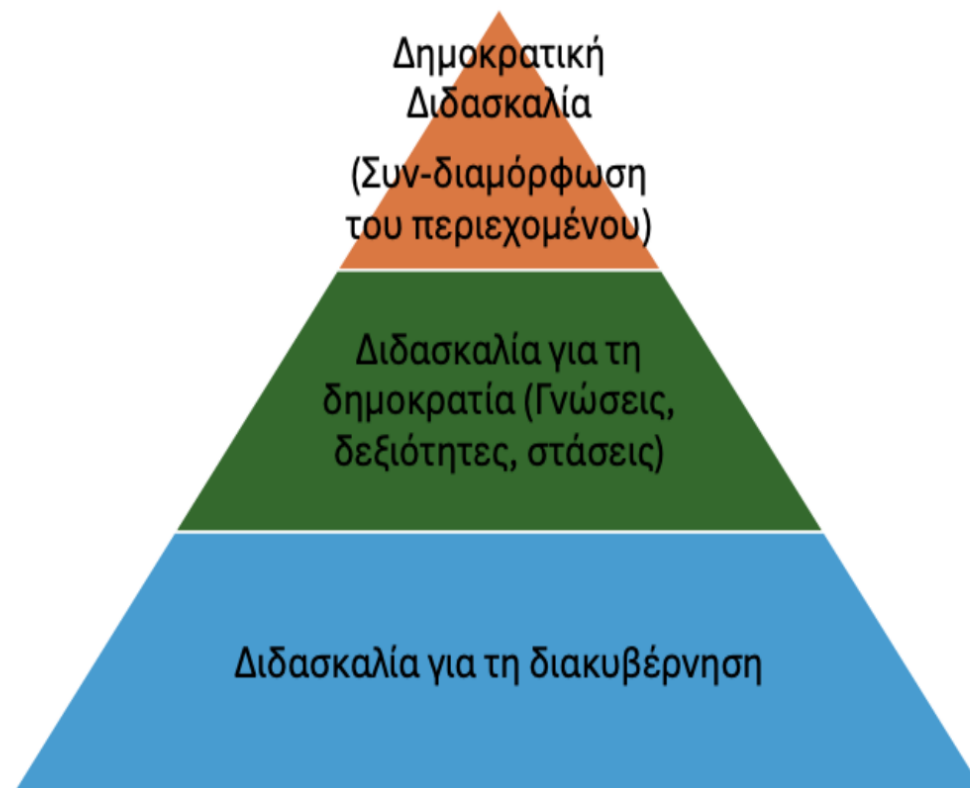 Δημοκρατική
Διδασκαλία
(Συν-διαμόρφωση
του περιεχομένου)
Διδασκαλία για τη
δημοκρατία (Γνώσεις,
δεξιότητες, στάσεις)
Διδασκαλία για τη διακυβέρνηση